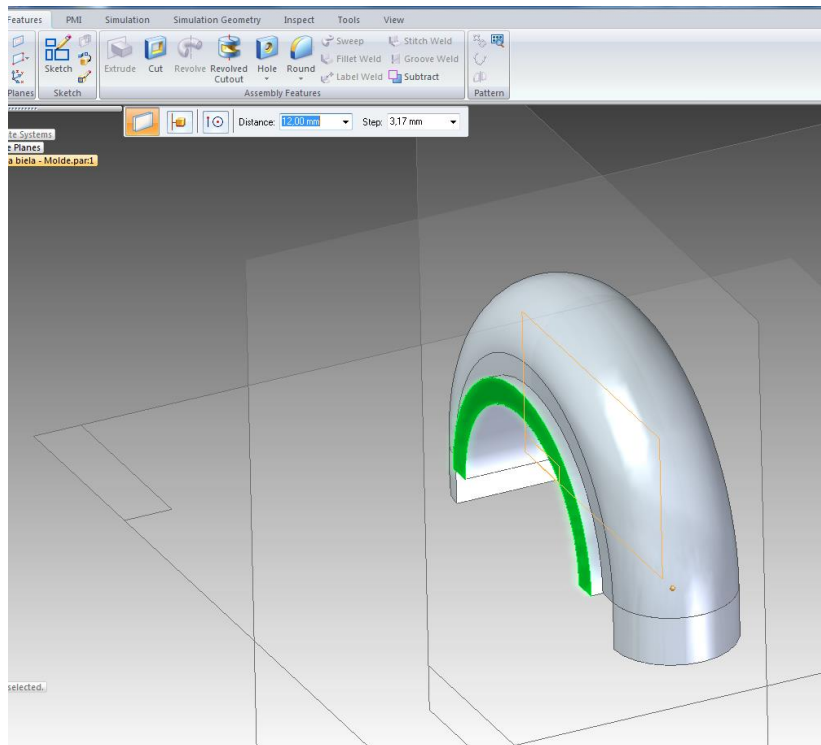 Features PMI Simulation Simulation Geometry Inspect Tools View
Sketch Extrude Cut Revolve Revolved Cutout Hole Round
Sweep Stitch Weld
Fillet Weld Groove Weld
Label Weld Subtract
Planes Sketch Assembly Features Pattern
Distance: 12,00 mm Step: 3,17 mm
te Systems
e Planes
a biela - Molde.par:1
selected.